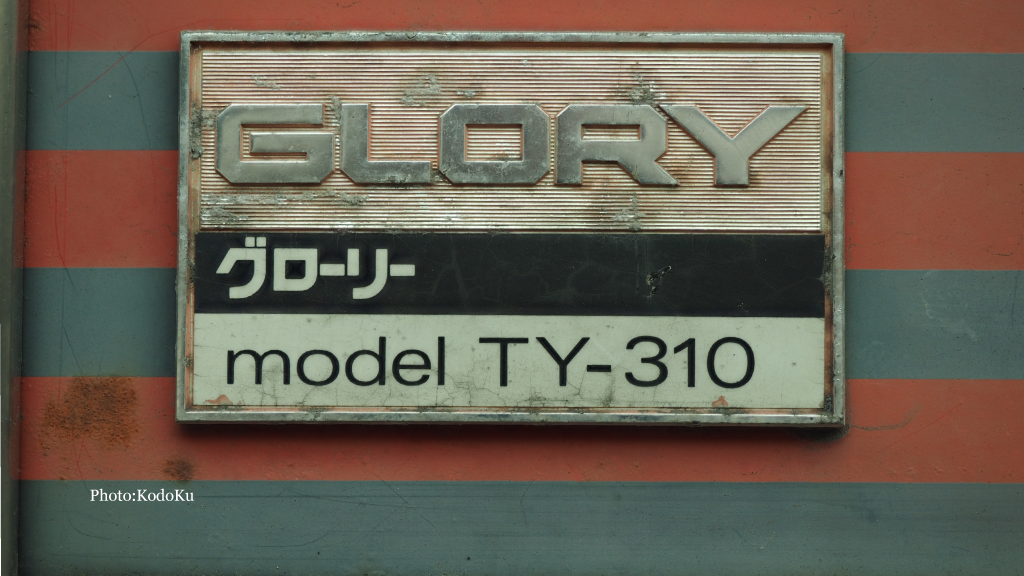 GLORY
グローリー
model TY-310
Photo:KodoKu